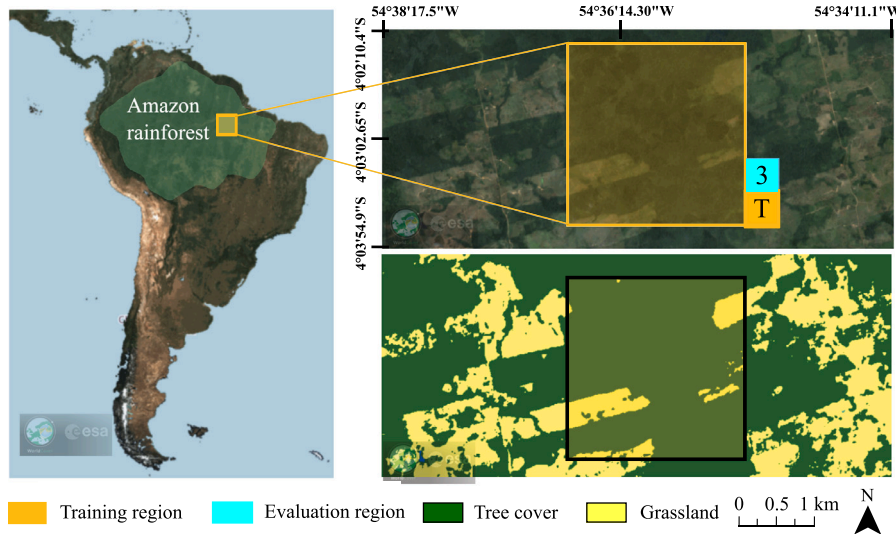 54°38'17.5"W
54°36'14.30"W
54°34'11.1"W
4°02'10.4"S
4°03'02.65"S
4°03'54.9"S
Amazon
rainforest
3
T
esa
esa
Training region
Evaluation region
Tree cover
Grassland
0 0.5 1 km
N